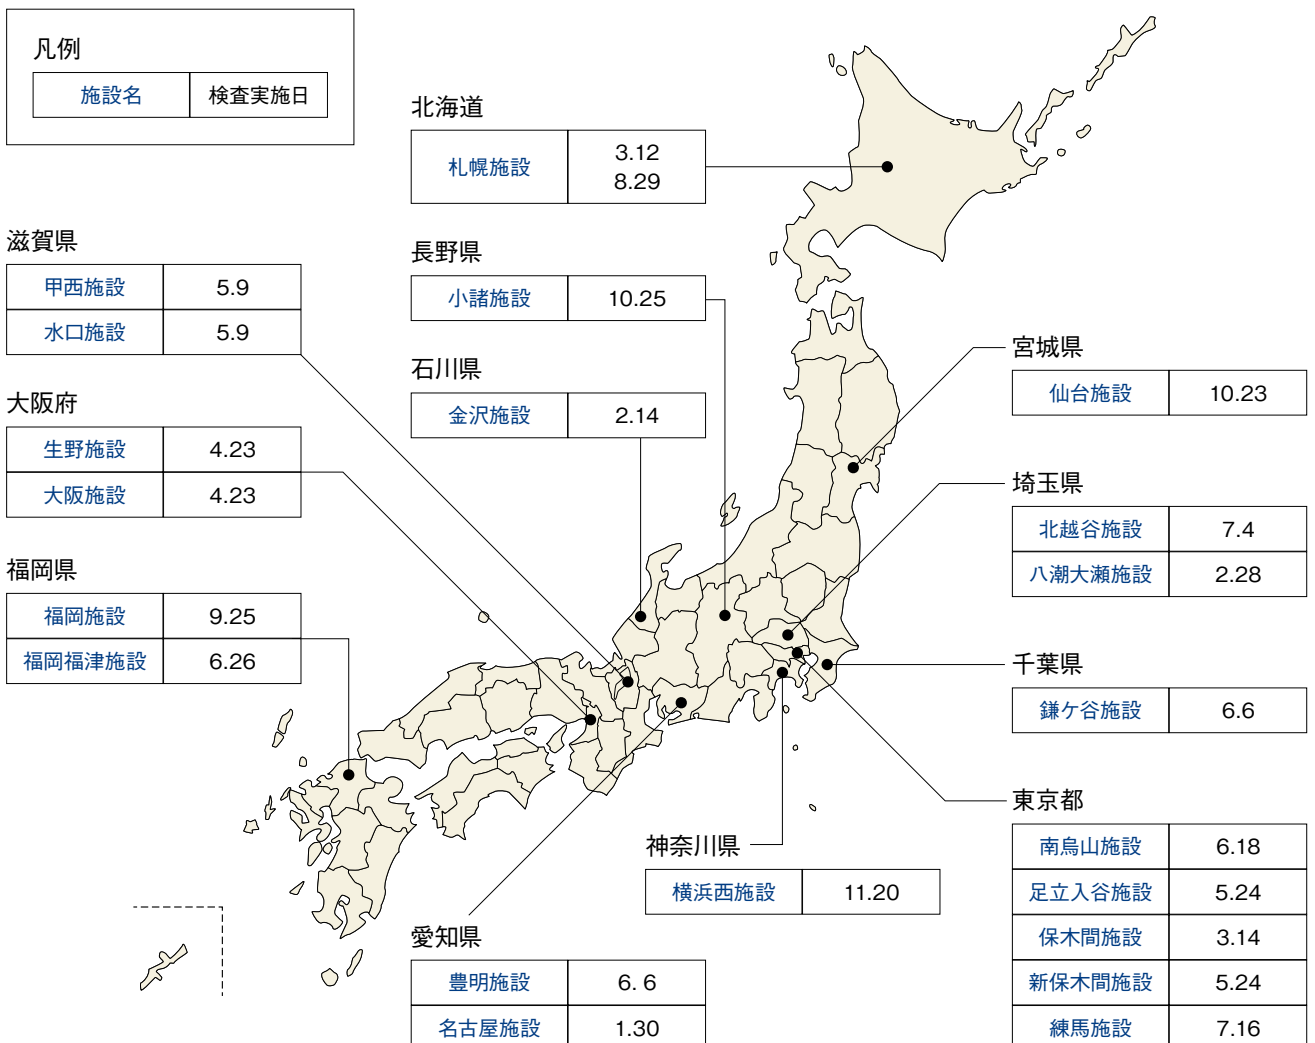 凡例
施設名 検査実施日
北海道
札幌施設 3.12
8.29
滋賀県
甲西施設 5.9
水口施設 5.9
長野県
小諸施設 10.25
石川県
金沢施設 2.14
大阪府
生野施設 4.23
大阪施設 4.23
福岡県
福岡施設 9.25
福岡福津施設 6.26
宮城県
仙台施設 10.23
埼玉県
北越谷施設 7.4
八潮大瀬施設 2.28
千葉県
鎌ケ谷施設 6.6
東京都
南烏山施設 6.18
足立入谷施設 5.24
保木間施設 3.14
新保木間施設 5.24
練馬施設 7.16
神奈川県
横浜西施設 11.20
愛知県
豊明施設 6. 6
名古屋施設 1.30